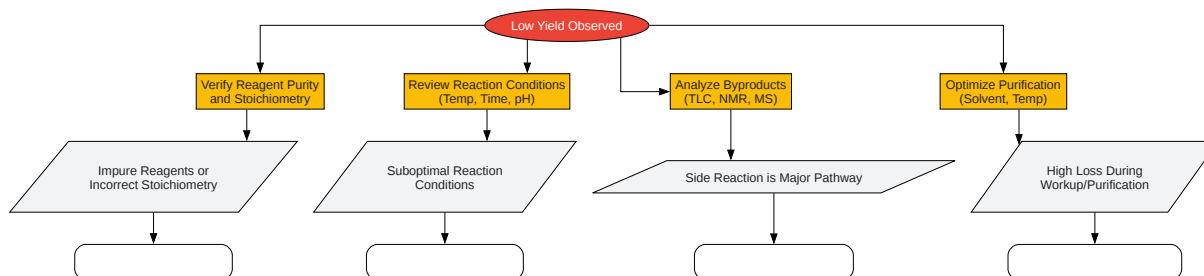 Low Yield Observed
Verify Reagent Purity
and Stoichiometry
Review Reaction Conditions
(Temp, Time, pH)
Analyze Byproducts
(TLC, NMR, MS)
Optimize Purification
(Solvent, Temp)
Impure Reagents or
Incorrect Stoichiometry
Suboptimal Reaction
Conditions
Side Reaction is Major Pathway
High Loss During
Workup/Purification